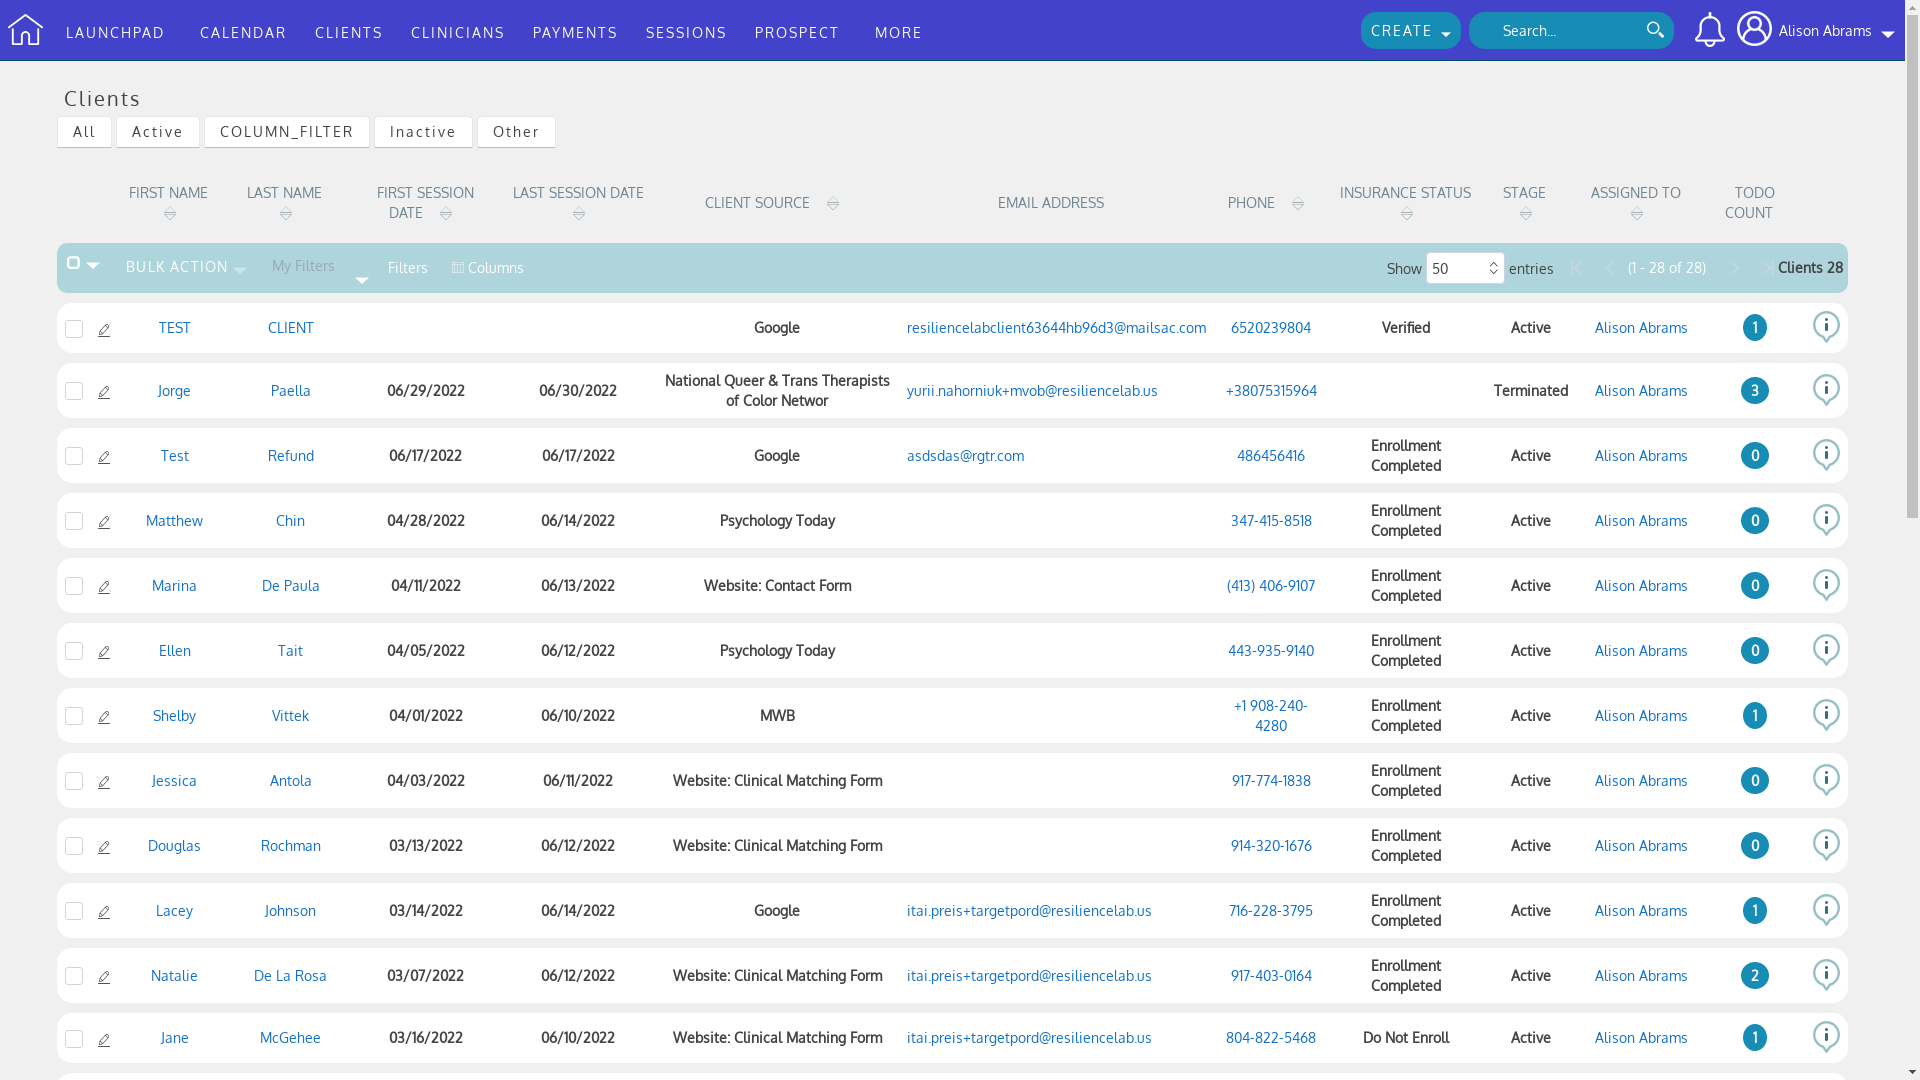 LAUNCHPAD CALENDAR CLIENTS CLINICIANS PAYMENTS SESSIONS PROSPECT MORE CREATE Search... Alison Abrams
Clients
All Active COLUMN_FILTER Inactive Other
FIRST NAME LAST NAME FIRST SESSION DATE LAST SESSION DATE CLIENT SOURCE EMAIL ADDRESS PHONE INSURANCE STATUS STAGE ASSIGNED TO TODO COUNT
BULK ACTION My Filters Filters Columns Show 50 entries (1 - 28 of 28) Clients 28
TEST CLIENT Google resiliencelabclient63644hb96d3@mailsac.com 6520239804 Verified Active Alison Abrams 1
Jorge Paella 06/29/2022 06/30/2022 National Queer & Trans Therapists of Color Networ yurii.nahorniuk+mvob@resiliencelab.us +38075315964 Terminated Alison Abrams 3
Test Refund 06/17/2022 06/17/2022 Google asdsdas@rgtr.com 486456416 Enrollment Completed Active Alison Abrams 0
Matthew Chin 04/28/2022 06/14/2022 Psychology Today 347-415-8518 Enrollment Completed Active Alison Abrams 0
Marina De Paula 04/11/2022 06/13/2022 Website: Contact Form (413) 406-9107 Enrollment Completed Active Alison Abrams 0
Ellen Tait 04/05/2022 06/12/2022 Psychology Today 443-935-9140 Enrollment Completed Active Alison Abrams 0
Shelby Vittek 04/01/2022 06/10/2022 MWB +1 908-240-4280 Enrollment Completed Active Alison Abrams 1
Jessica Antola 04/03/2022 06/11/2022 Website: Clinical Matching Form 917-774-1838 Enrollment Completed Active Alison Abrams 0
Douglas Rochman 03/13/2022 06/12/2022 Website: Clinical Matching Form 914-320-1676 Enrollment Completed Active Alison Abrams 0
Lacey Johnson 03/14/2022 06/14/2022 Google itai.preis+targetpord@resiliencelab.us 716-228-3795 Enrollment Completed Active Alison Abrams 1
Natalie De La Rosa 03/07/2022 06/12/2022 Website: Clinical Matching Form itai.preis+targetpord@resiliencelab.us 917-403-0164 Enrollment Completed Active Alison Abrams 2
Jane McGehee 03/16/2022 06/10/2022 Website: Clinical Matching Form itai.preis+targetpord@resiliencelab.us 804-822-5468 Do Not Enroll Active Alison Abrams 1